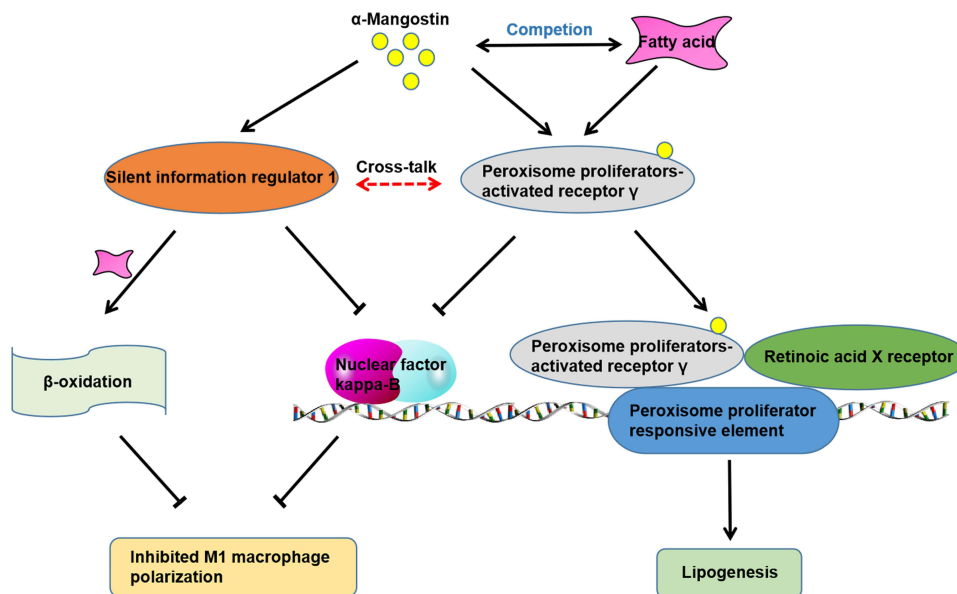 α-Mangostin
Competion
Fatty acid
Silent information regulator 1
Cross-talk
Peroxisome proliferators-
activated receptor γ
β-oxidation
Nuclear factor
kappa-B
Peroxisome proliferators-
activated receptor γ
Retinoic acid X receptor
Peroxisome proliferator
responsive element
Inhibited M1 macrophage
polarization
Lipogenesis